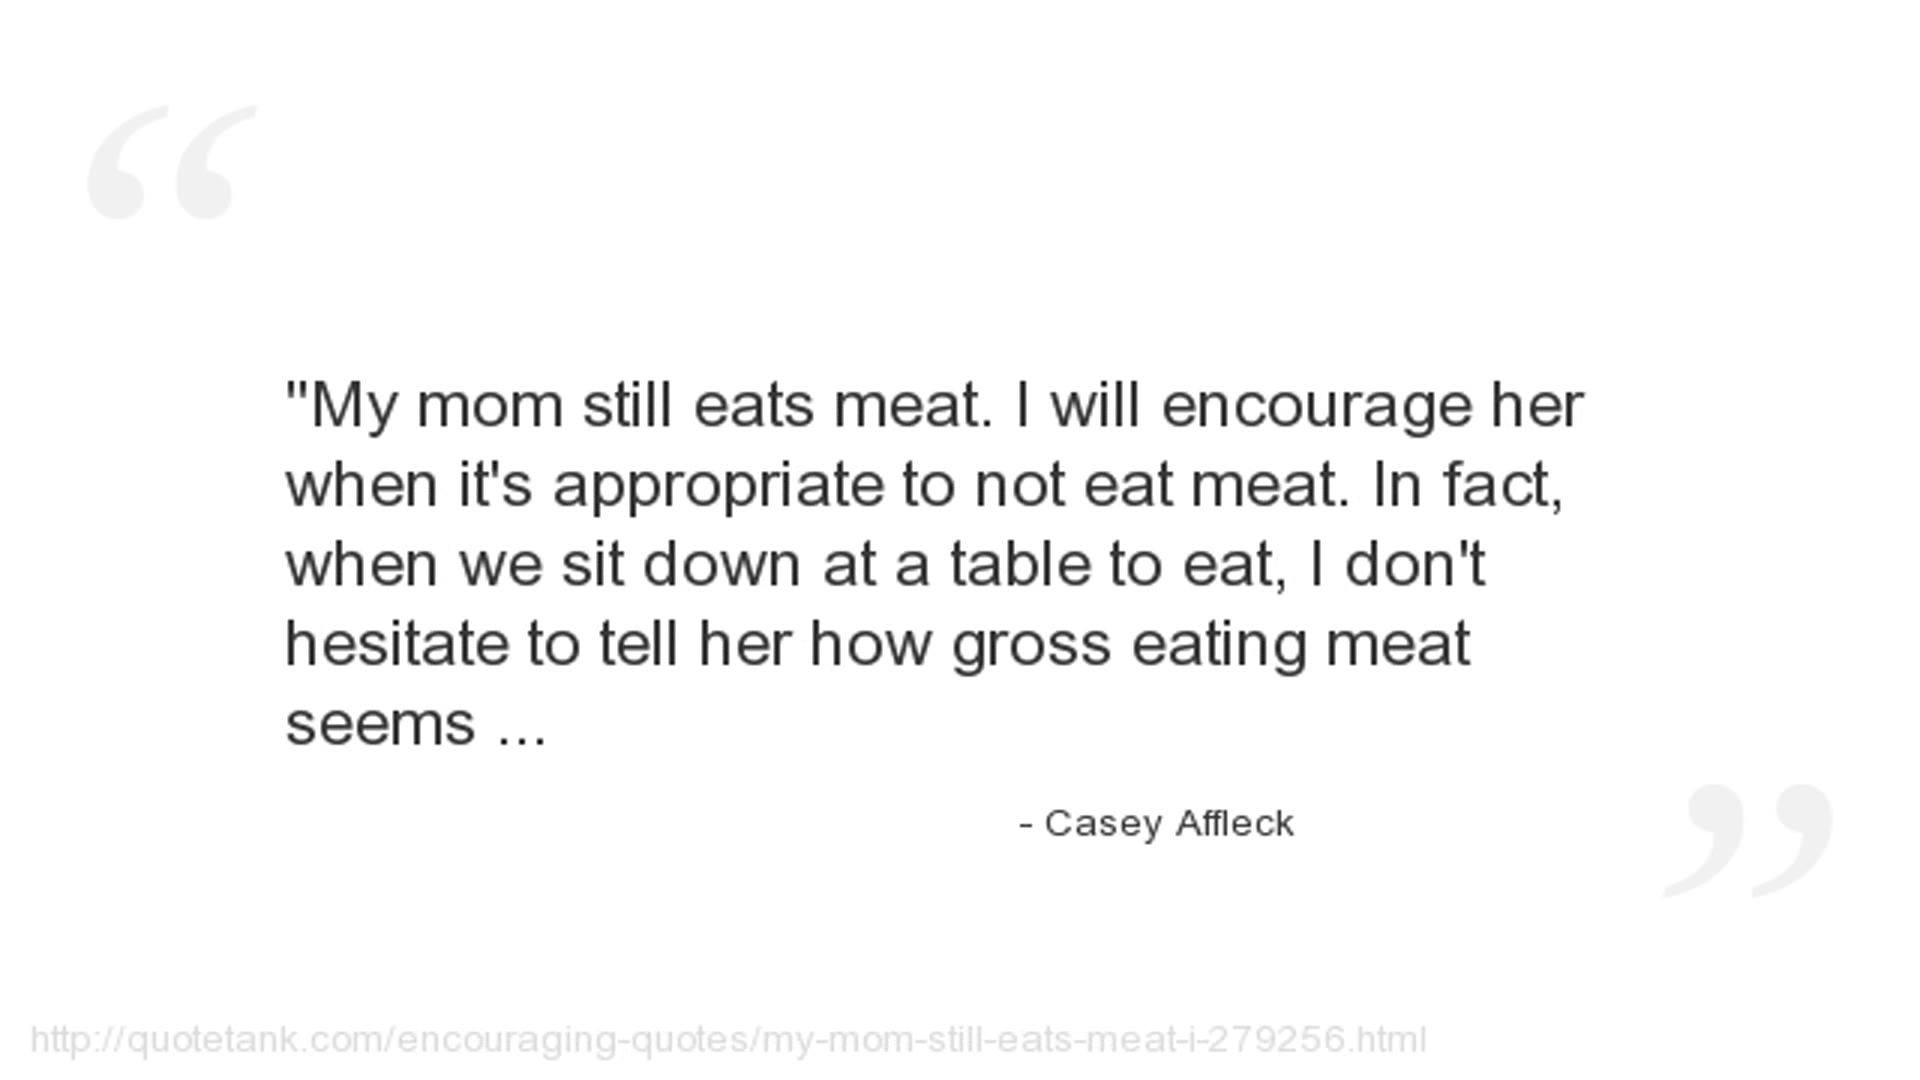 "My mom still eats meat. I will encourage her
when it's appropriate to not eat meat. In fact,
when we sit down at a table to eat, I don't
hesitate to tell her how gross eating meat
seems ...
- Casey Affleck
http://quotetank.com/encouraging-quotes/my-mom-still-eats-meat-i-279256.html